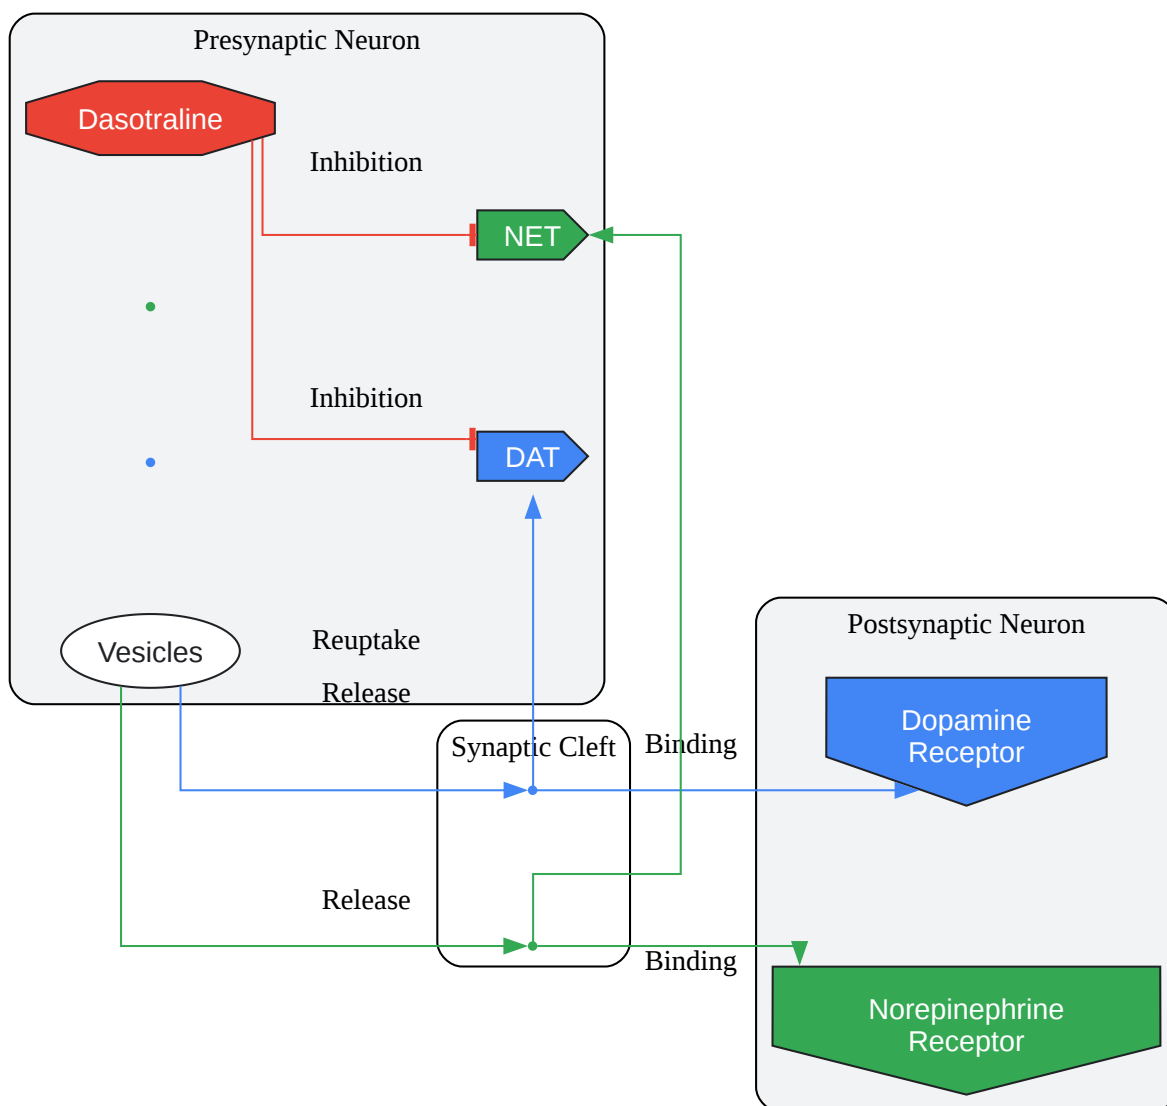 Presynaptic Neuron
Dasotraline
Inhibition
NET
Inhibition
DAT
Vesicles
Reuptake
Release
Synaptic Cleft
Binding
Release
Binding
Postsynaptic Neuron
Dopamine
Receptor
Norepinephrine
Receptor